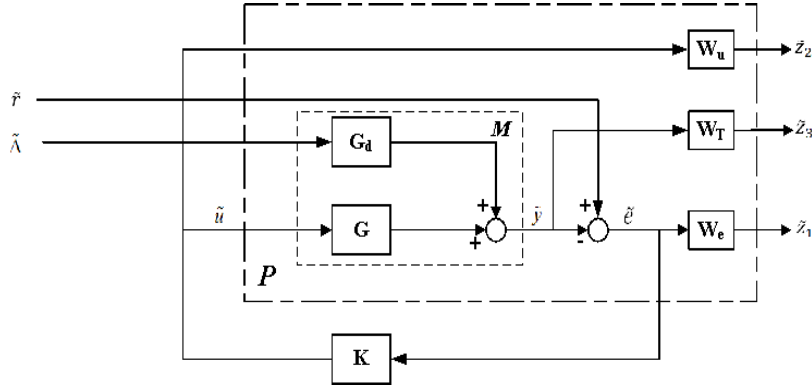 W_u z̃_2
r̃
M
Λ̃ G_d W_T z̃_3
+ +
ũ G + ỹ - ẽ W_e z̃_1
P
K